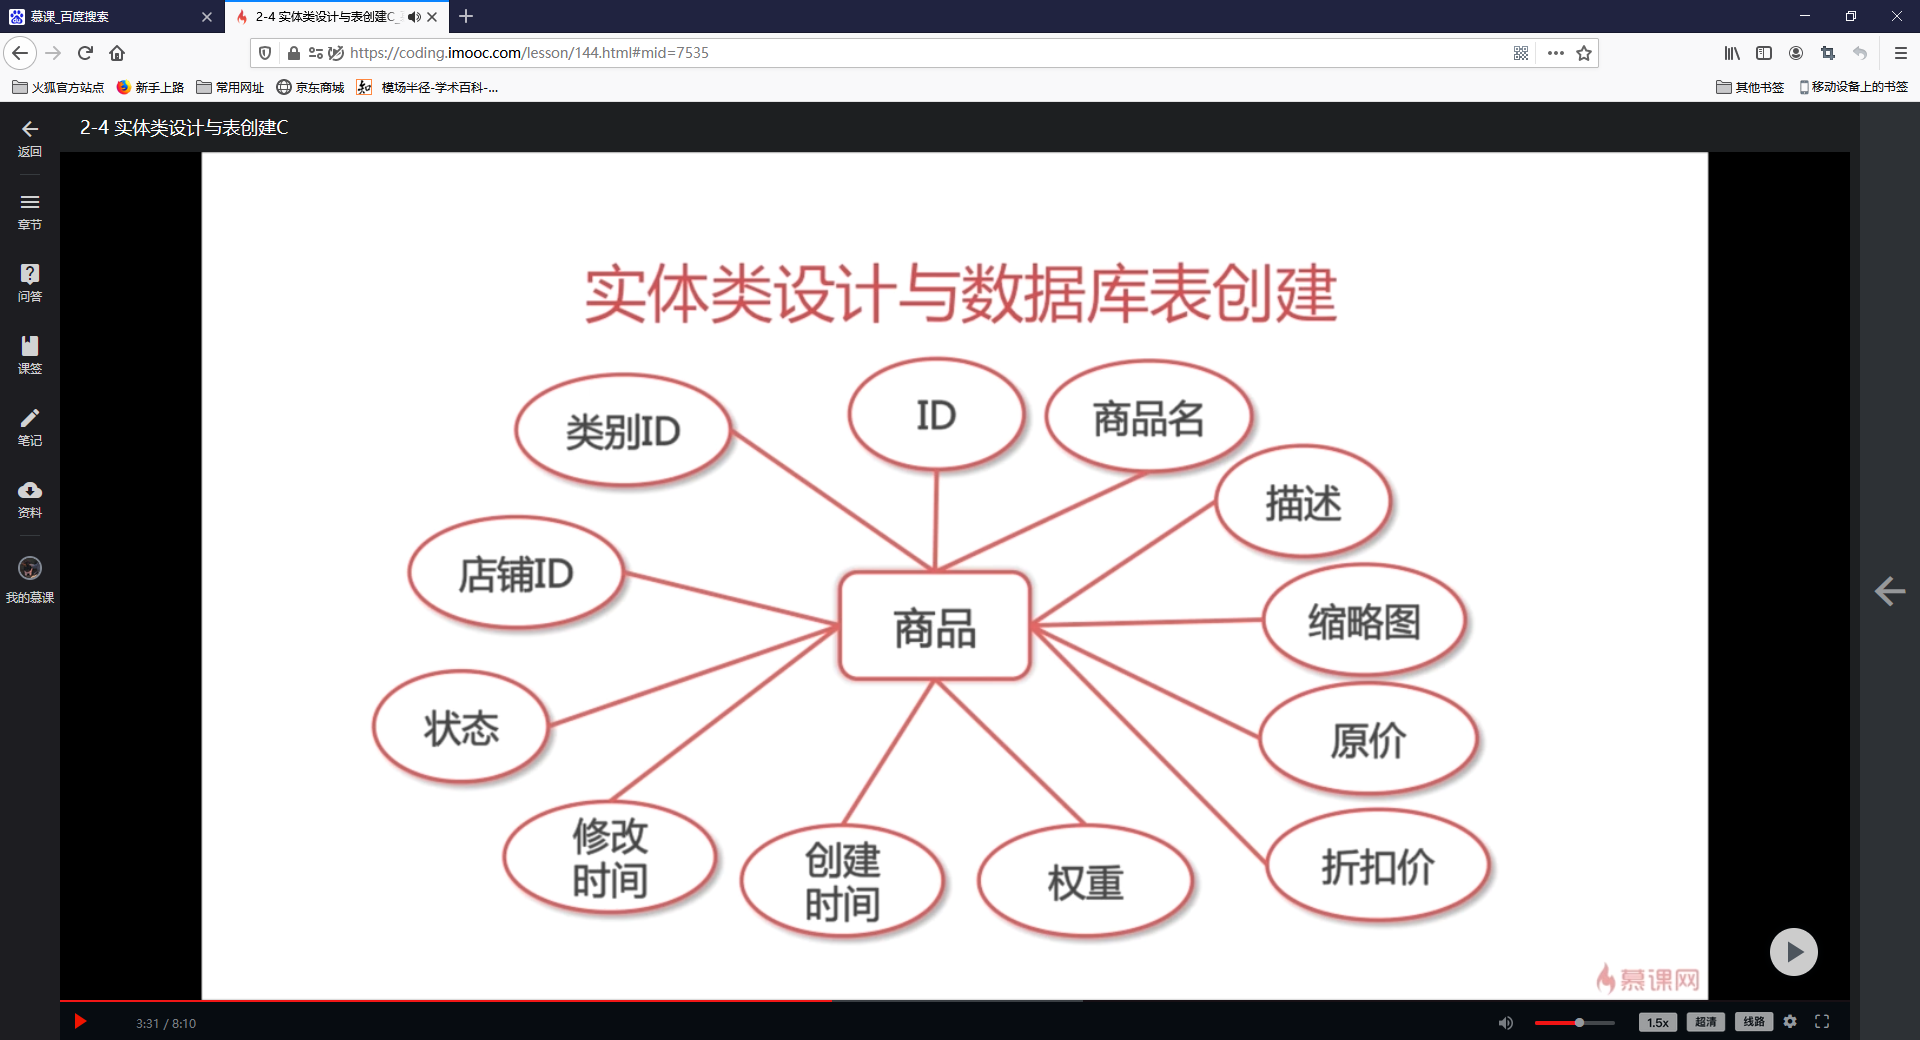 慕课_百度搜索
2-4 实体类设计与表创建C_
https://coding.imooc.com/lesson/144.html#mid=7535
火狐官方站点
新手上路
常用网址
京东商城
模场半径-学术百科-...
其他书签
移动设备上的书签
返回
2-4 实体类设计与表创建C
章节
问答
课签
笔记
资料
我的慕课
实体类设计与数据库表创建
类别ID
ID
商品名
描述
店铺ID
商品
缩略图
状态
原价
修改
时间
创建
时间
权重
折扣价
慕课网
3:31 / 8:10
1.5x
超清
线路